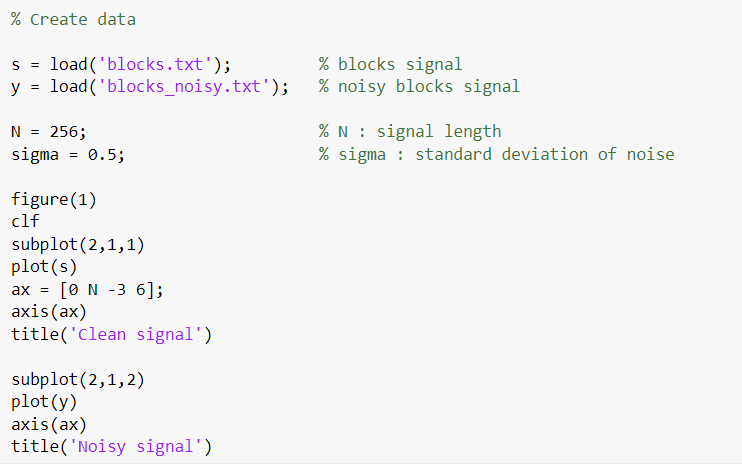 % Create data
s = load('blocks.txt');         % blocks signal
y = load('blocks_noisy.txt');   % noisy blocks signal
N = 256;                        % N : signal length
sigma = 0.5;                    % sigma : standard deviation of noise
figure(1)
clf
subplot(2,1,1)
plot(s)
ax = [0 N -3 6];
axis(ax)
title('Clean signal')
subplot(2,1,2)
plot(y)
axis(ax)
title('Noisy signal')